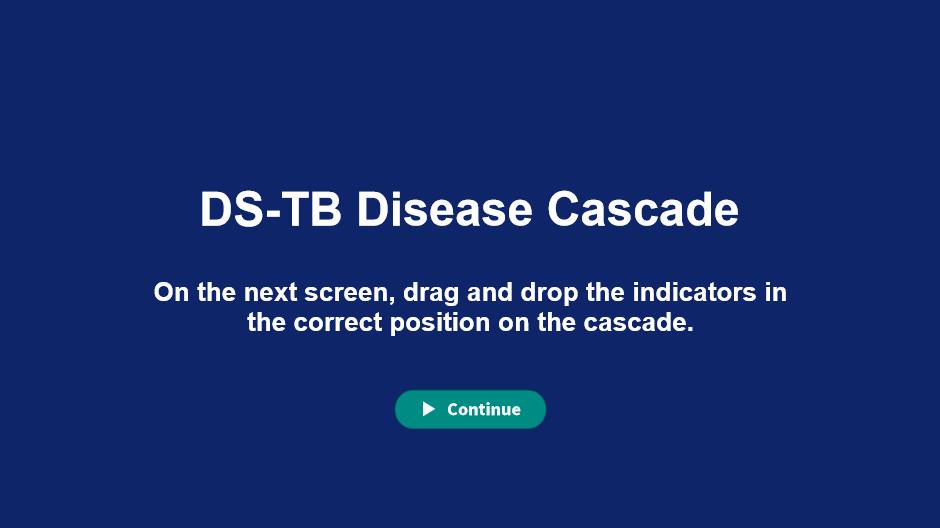 DS-TB Disease Cascade
On the next screen, drag and drop the indicators in
the correct position on the cascade.
Continue